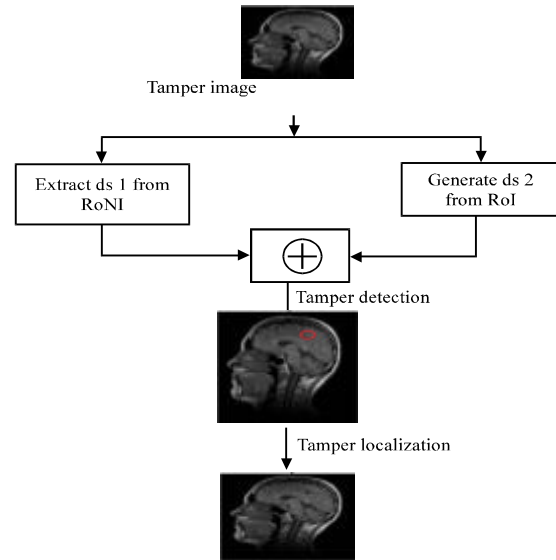 Tamper image
Extract ds 1 from
RoNI
Generate ds 2
from RoI
Tamper detection
Tamper localization